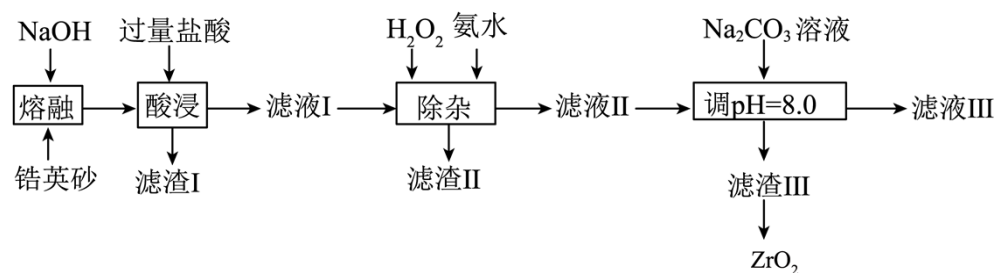 NaOH 过量盐酸 H₂O₂ 氨水 Na₂CO₃溶液
熔融 酸浸 滤液I 除杂 滤液II 调pH=8.0 滤液III
锆英砂 滤渣I 滤渣II 滤渣III
ZrO₂